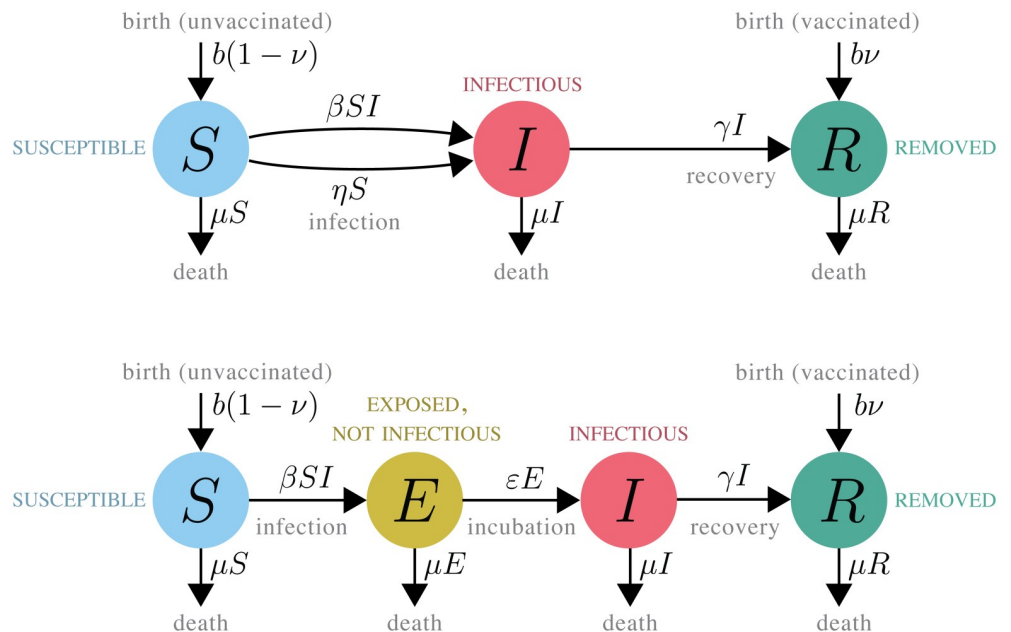 birth (unvaccinated) birth (vaccinated)
b(1 − ν) bν
INFECTIOUS
βSI γI
SUSCEPTIBLE S I R REMOVED
ηS recovery
μS infection μI μR
death death death
birth (unvaccinated) birth (vaccinated)
b(1 − ν) bν
EXPOSED,
NOT INFECTIOUS INFECTIOUS
βSI εE γI
SUSCEPTIBLE S E I R REMOVED
infection incubation recovery
μS μE μI μR
death death death death